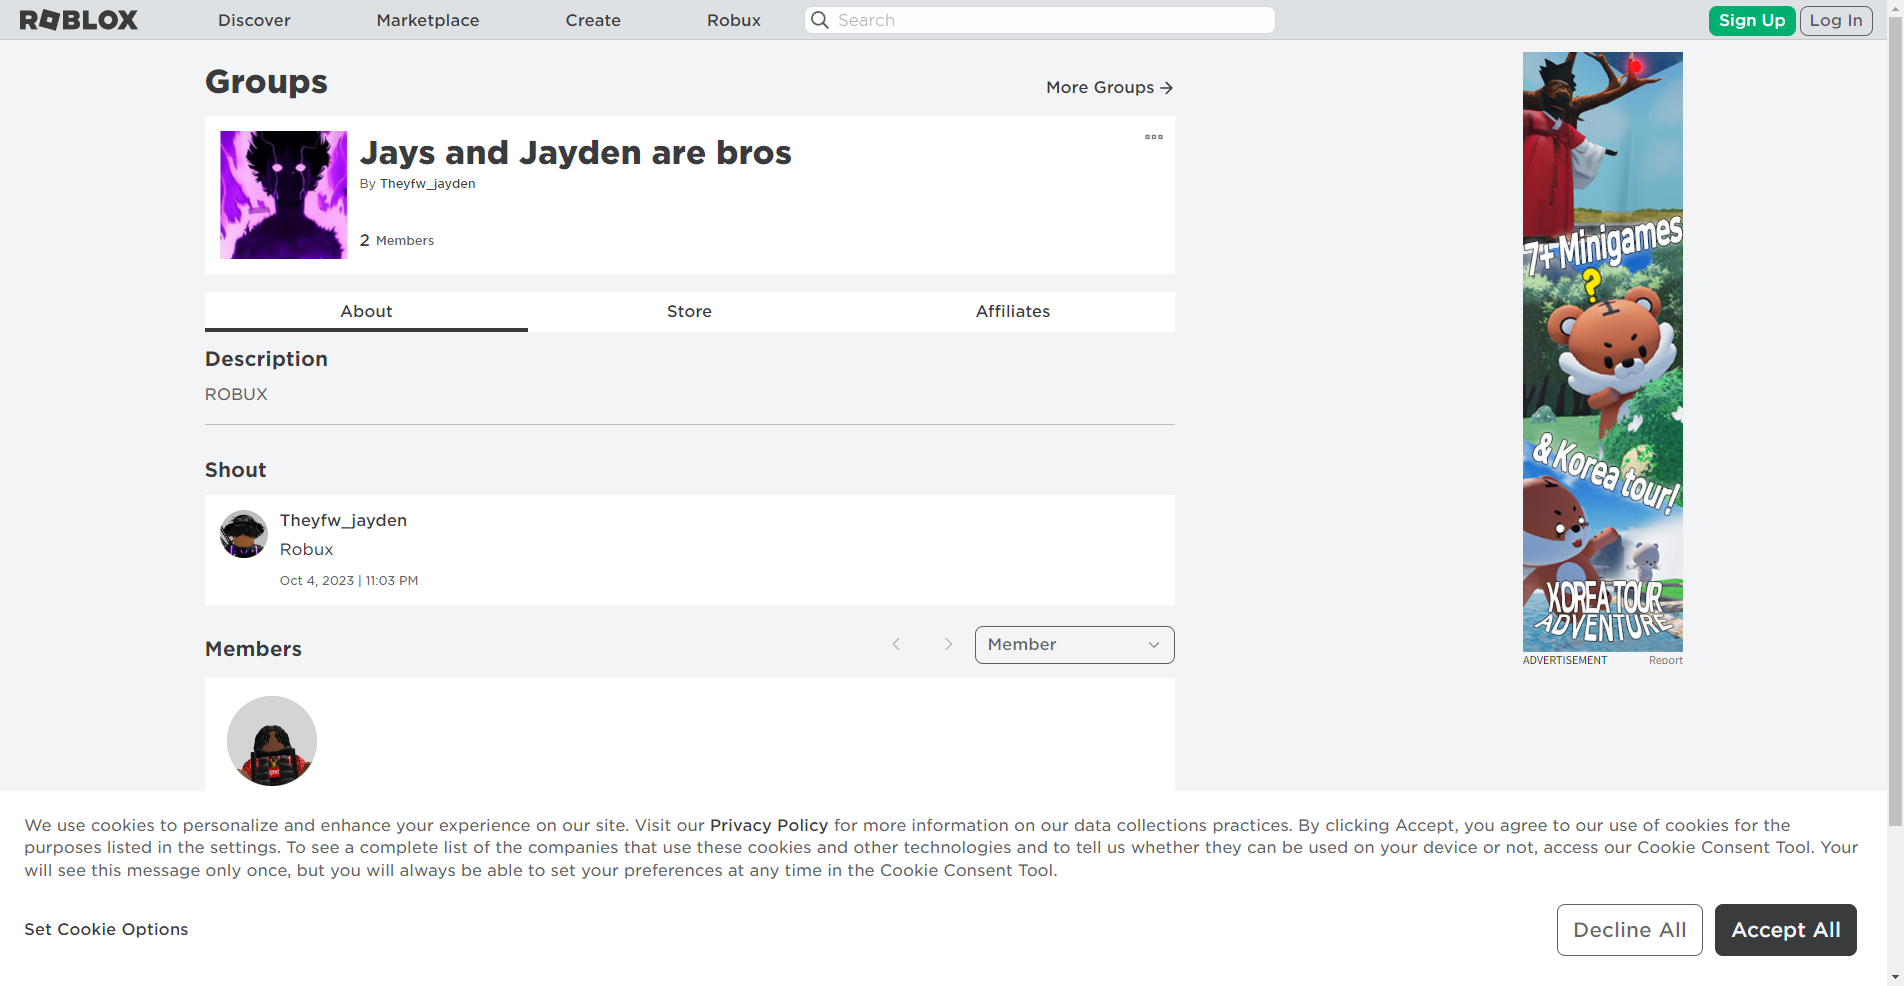 ROBLOX
Discover
Marketplace
Create
Robux
Search
Sign Up
Log In
Groups
More Groups
Jays and Jayden are bros
By Theyfw_jayden
2 Members
About
Store
Affiliates
Description
ROBUX
Shout
Theyfw_jayden
Robux
Oct 4, 2023 | 11:03 PM
Members
Member
7+ Minigames
?
& Korea tour!
KOREA TOUR
ADVENTURE
ADVERTISEMENT
Report
We use cookies to personalize and enhance your experience on our site. Visit our Privacy Policy for more information on our data collections practices. By clicking Accept, you agree to our use of cookies for the
purposes listed in the settings. To see a complete list of the companies that use these cookies and other technologies and to tell us whether they can be used on your device or not, access our Cookie Consent Tool. Your
will see this message only once, but you will always be able to set your preferences at any time in the Cookie Consent Tool.
Set Cookie Options
Decline All
Accept All